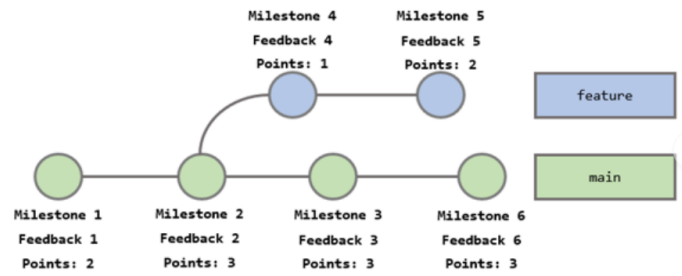 Milestone 4
Feedback 4
Points: 1
Milestone 5
Feedback 5
Points: 2
feature
main
Milestone 1
Feedback 1
Points: 2
Milestone 2
Feedback 2
Points: 3
Milestone 3
Feedback 3
Points: 3
Milestone 6
Feedback 6
Points: 3